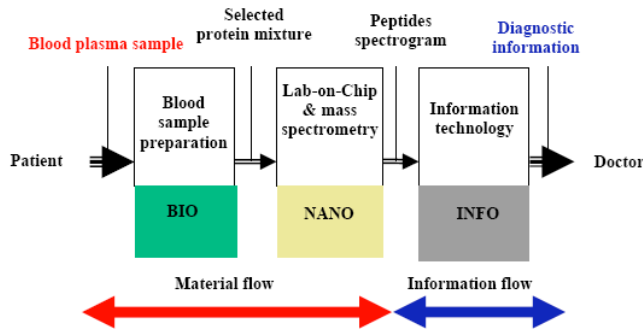 Blood plasma sample
Selected
protein mixture
Peptides
spectrogram
Diagnostic
information
Patient
Blood
sample
preparation
Lab-on-Chip
& mass
spectrometry
Information
technology
Doctor
BIO
NANO
INFO
Material flow
Information flow